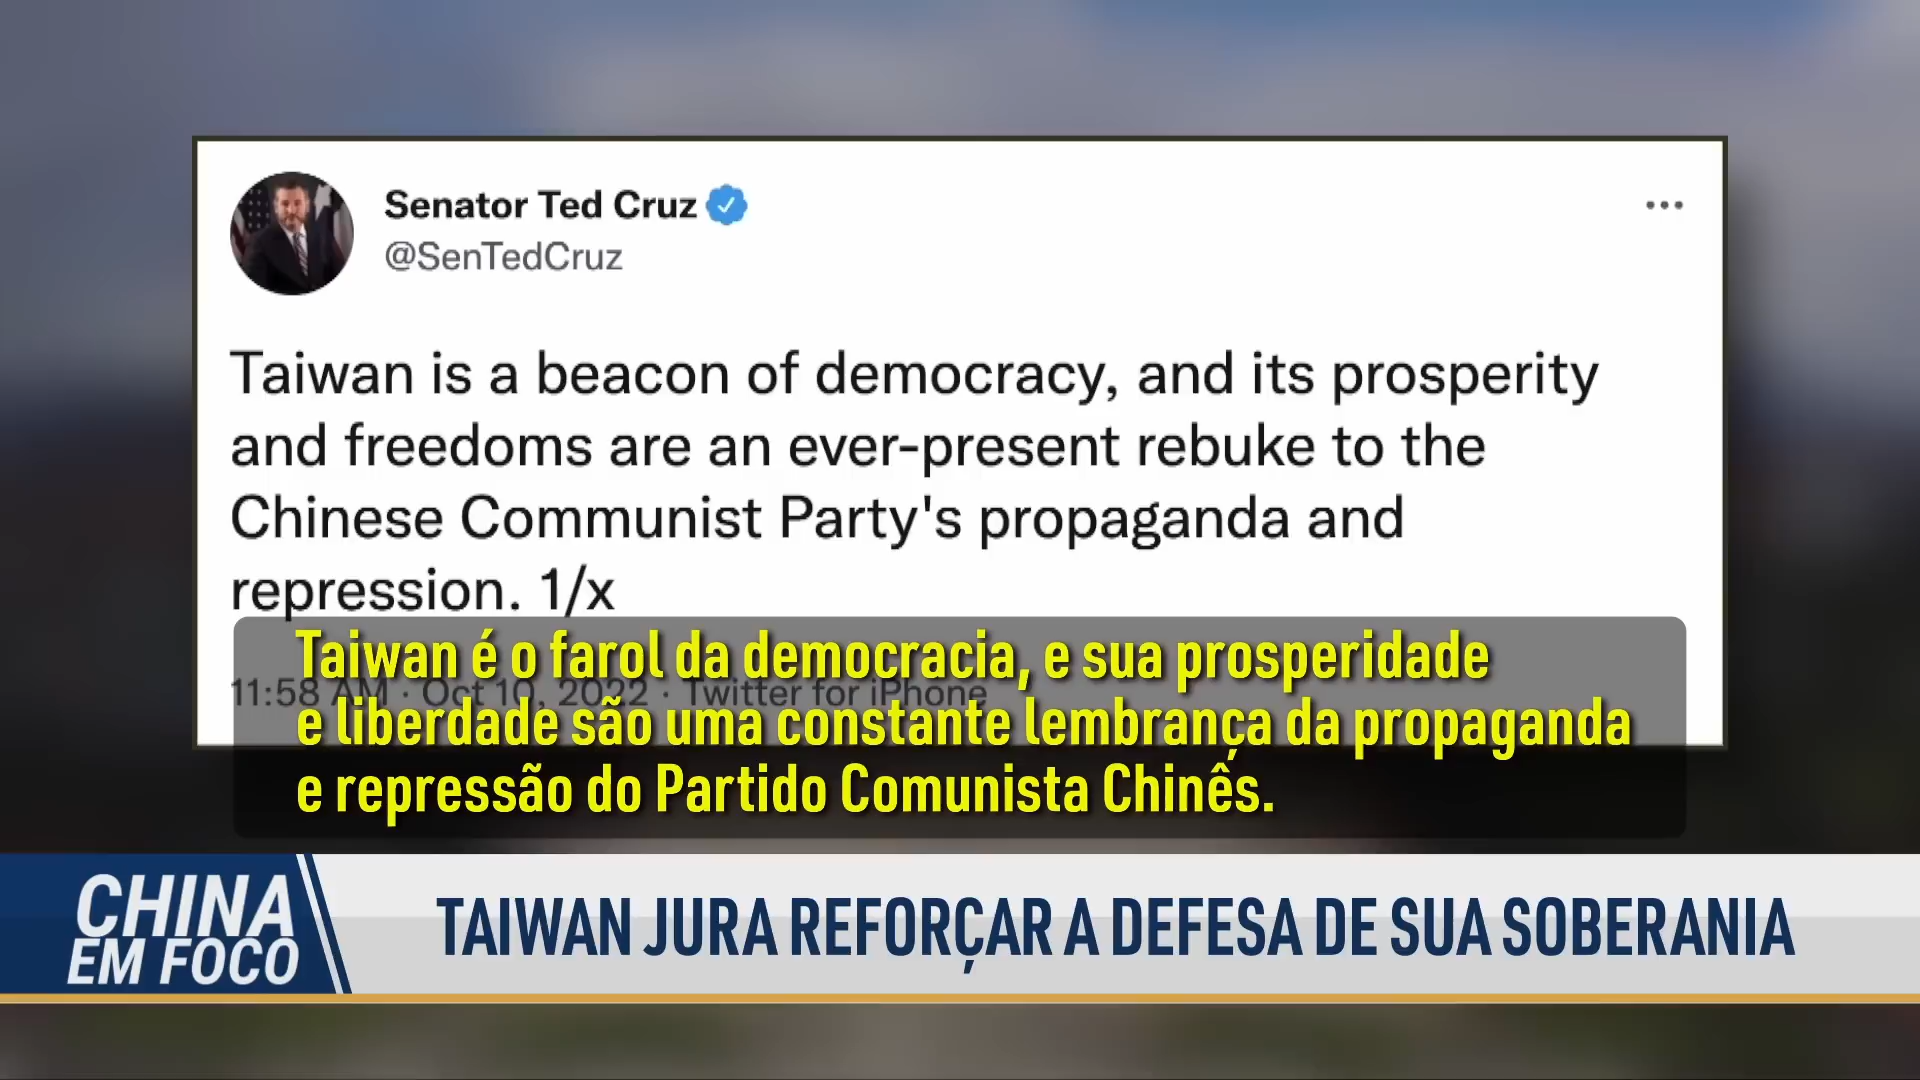 Senator Ted Cruz
@SenTedCruz
Taiwan is a beacon of democracy, and its prosperity
and freedoms are an ever-present rebuke to the
Chinese Communist Party's propaganda and
repression. 1/x
11:58 AM · Oct 10, 2022 · Twitter for iPhone
Taiwan é o farol da democracia, e sua prosperidade
e liberdade são uma constante lembrança da propaganda
e repressão do Partido Comunista Chinês.
CHINA
EM FOCO
TAIWAN JURA REFORÇAR A DEFESA DE SUA SOBERANIA